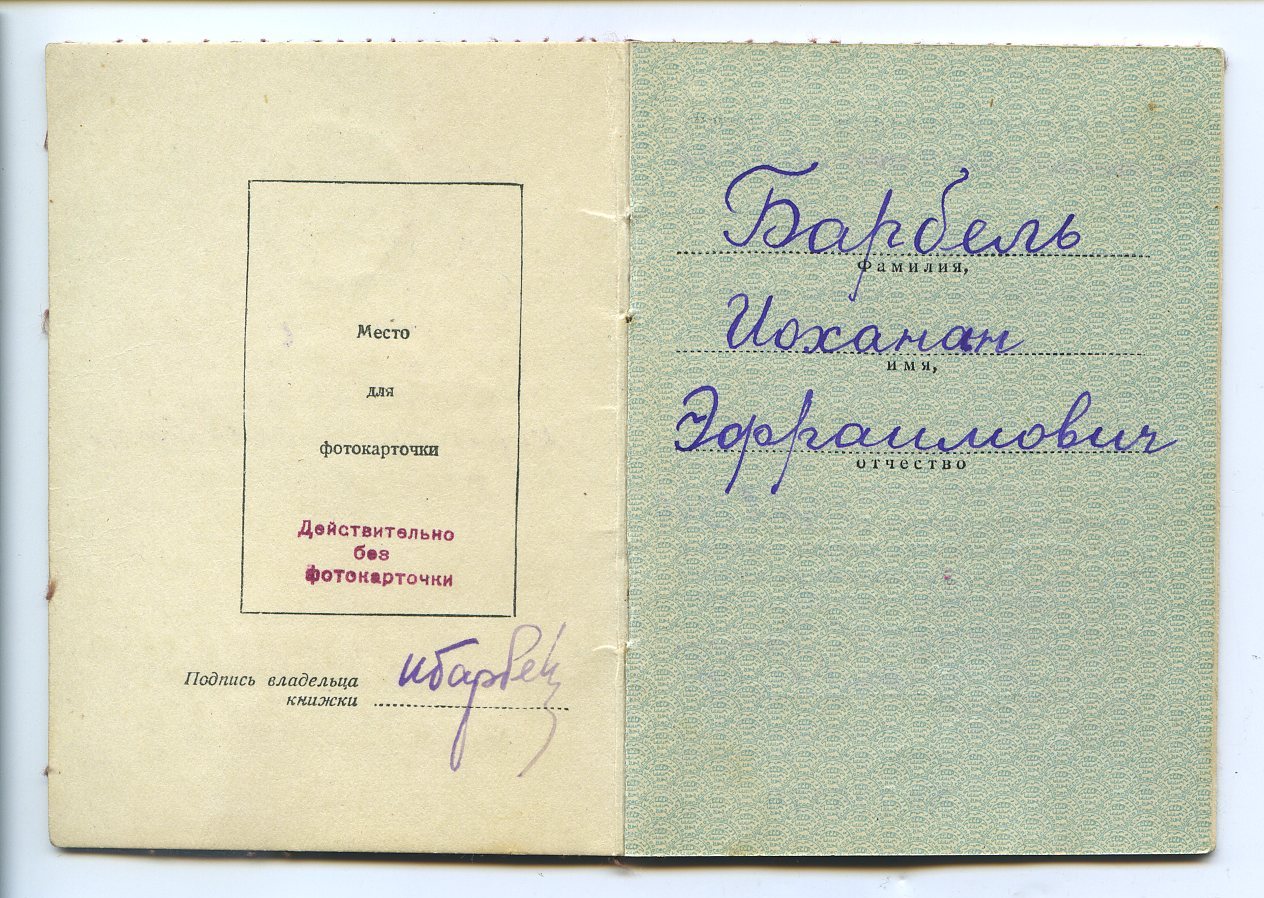 Место
для
фотокарточки
Действительно
без
фотокарточки
Подпись владельца
книжки
Барбель
Фамилия,
Иоханан
имя,
Эфраимович
отчество